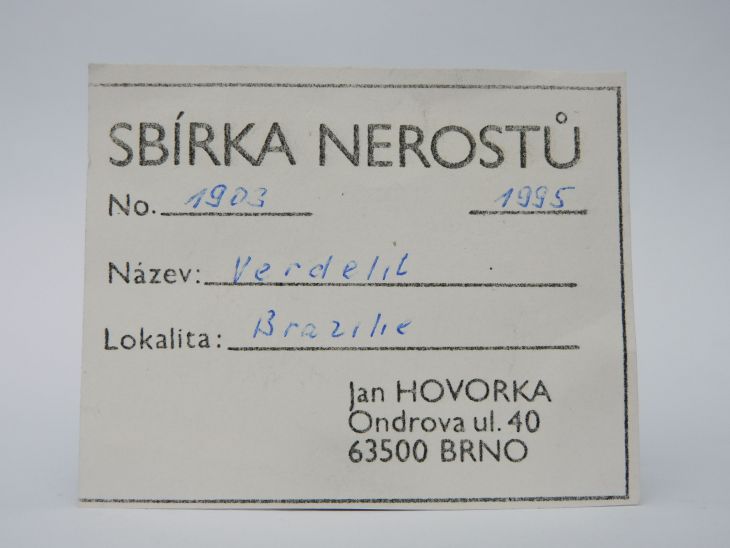 SBÍRKA NEROSTŮ
No. 1903 1995
Název: Verdelit
Lokalita: Brazilie
Jan HOVORKA
Ondrova ul. 40
63500 BRNO